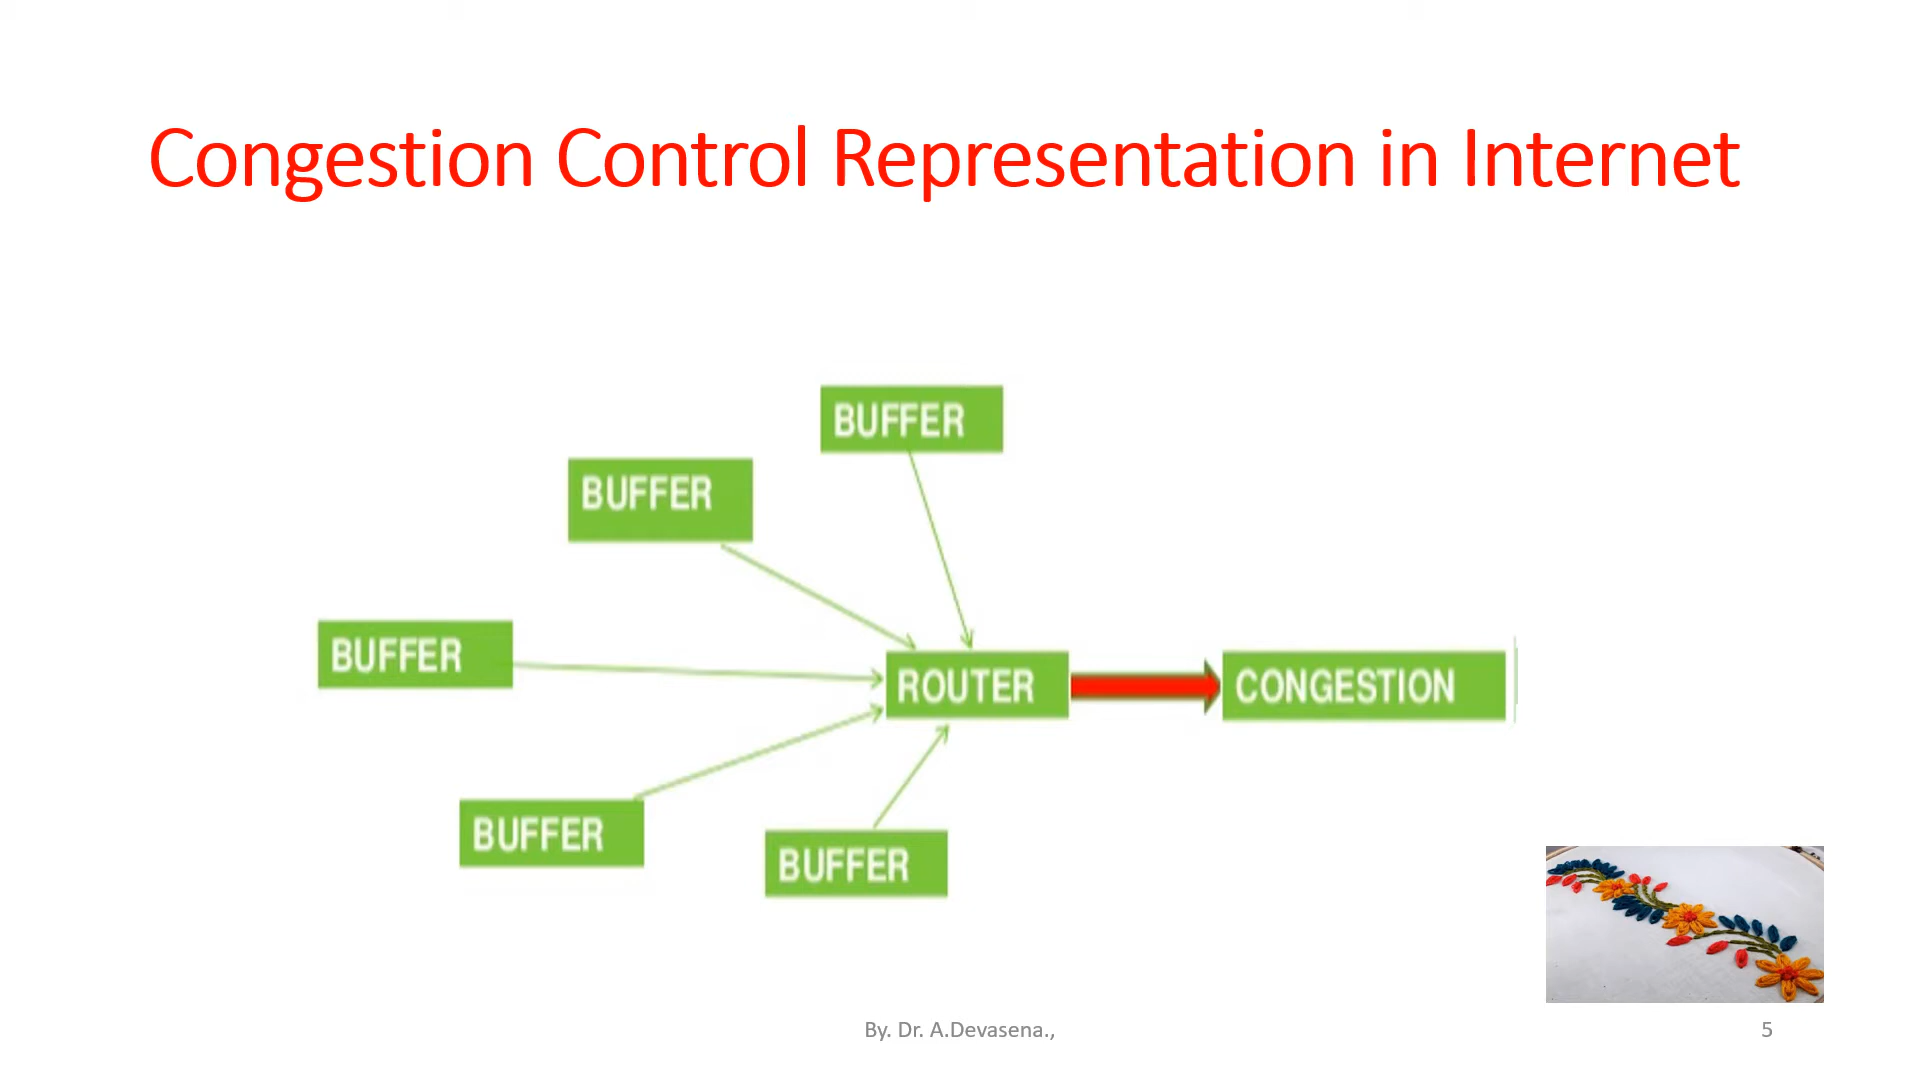 Congestion Control Representation in Internet
BUFFER
BUFFER
BUFFER
ROUTER
CONGESTION
BUFFER
BUFFER
By. Dr. A.Devasena.,
5